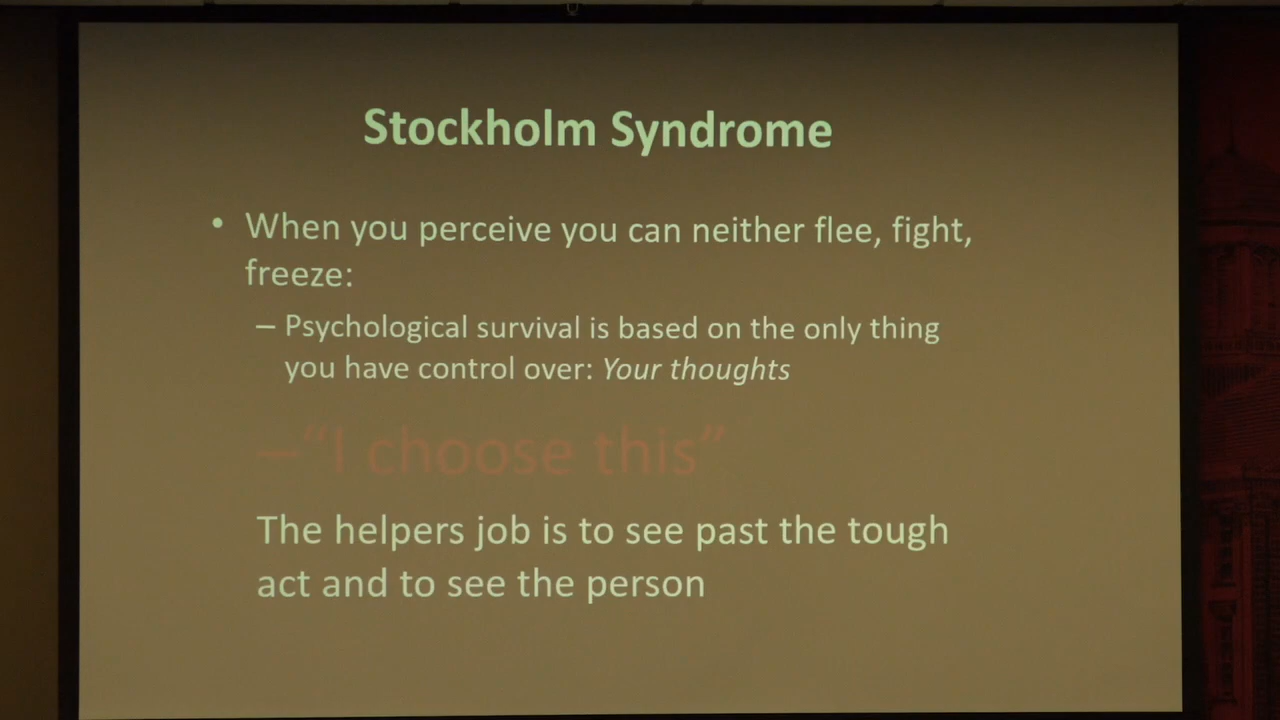 Stockholm Syndrome
• When you perceive you can neither flee, fight,
freeze:
– Psychological survival is based on the only thing
you have control over: Your thoughts
–"I choose this"
The helpers job is to see past the tough
act and to see the person